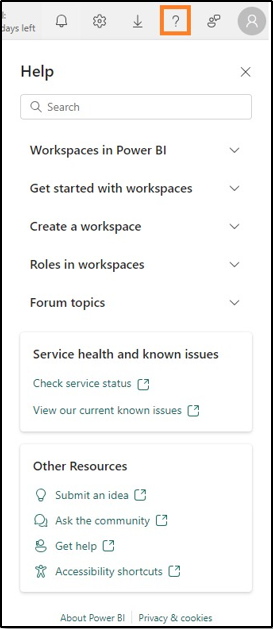 l:
days left
?
Help
Search
Workspaces in Power BI
Get started with workspaces
Create a workspace
Roles in workspaces
Forum topics
Service health and known issues
Check service status
View our current known issues
Other Resources
Submit an idea
Ask the community
Get help
Accessibility shortcuts
About Power BI | Privacy & cookies